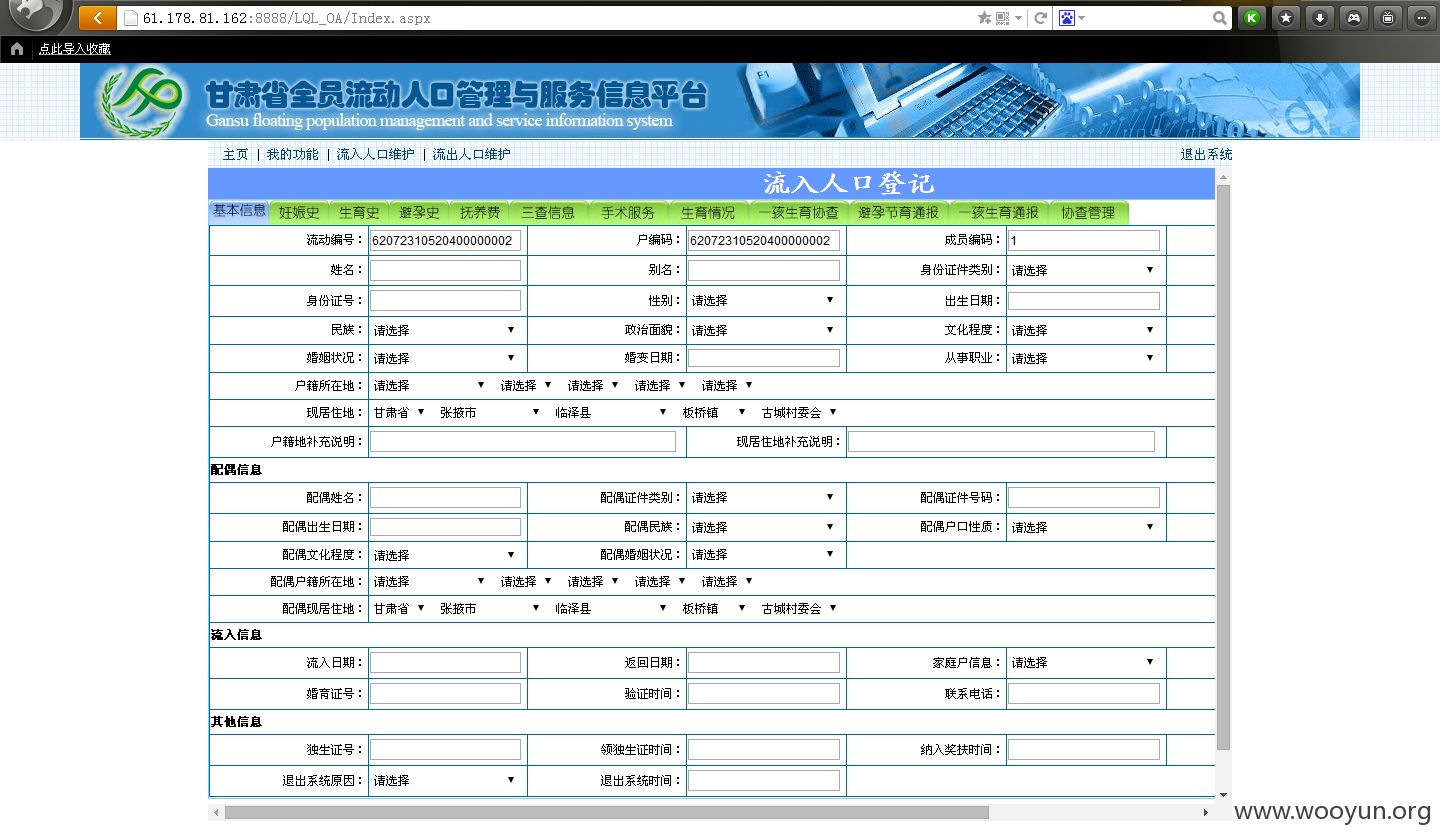 61.178.81.162:8888/LQL_OA/Index.aspx
点此导入收藏
F1
甘肃省全员流动人口管理与服务信息平台
Gansu floating population management and service information system
主页 | 我的功能 | 流入人口维护 | 流出人口维护 退出系统
流入人口登记
基本信息 妊娠史 生育史 避孕史 抚养费 三查信息 手术服务 生育情况 一孩生育协查 避孕节育通报 一孩生育通报 协查管理
流动编号： 62072310520400000002 户编码： 62072310520400000002 成员编码： 1
姓名： 别名： 身份证件类别： 请选择
身份证号： 性别： 请选择 出生日期：
民族： 请选择 政治面貌： 请选择 文化程度： 请选择
婚姻状况： 请选择 婚变日期： 从事职业： 请选择
户籍所在地： 请选择 请选择 请选择 请选择 请选择
现居住地： 甘肃省 张掖市 临泽县 板桥镇 古城村委会
户籍地补充说明： 现居住地补充说明：
配偶信息
配偶姓名： 配偶证件类别： 请选择 配偶证件号码：
配偶出生日期： 配偶民族： 请选择 配偶户口性质： 请选择
配偶文化程度： 请选择 配偶婚姻状况： 请选择
配偶户籍所在地： 请选择 请选择 请选择 请选择 请选择
配偶现居住地： 甘肃省 张掖市 临泽县 板桥镇 古城村委会
流入信息
流入日期： 返回日期： 家庭户信息： 请选择
婚育证号： 验证时间： 联系电话：
其他信息
独生证号： 领独生证时间： 纳入奖扶时间：
退出系统原因： 请选择 退出系统时间：
www.wooyun.org